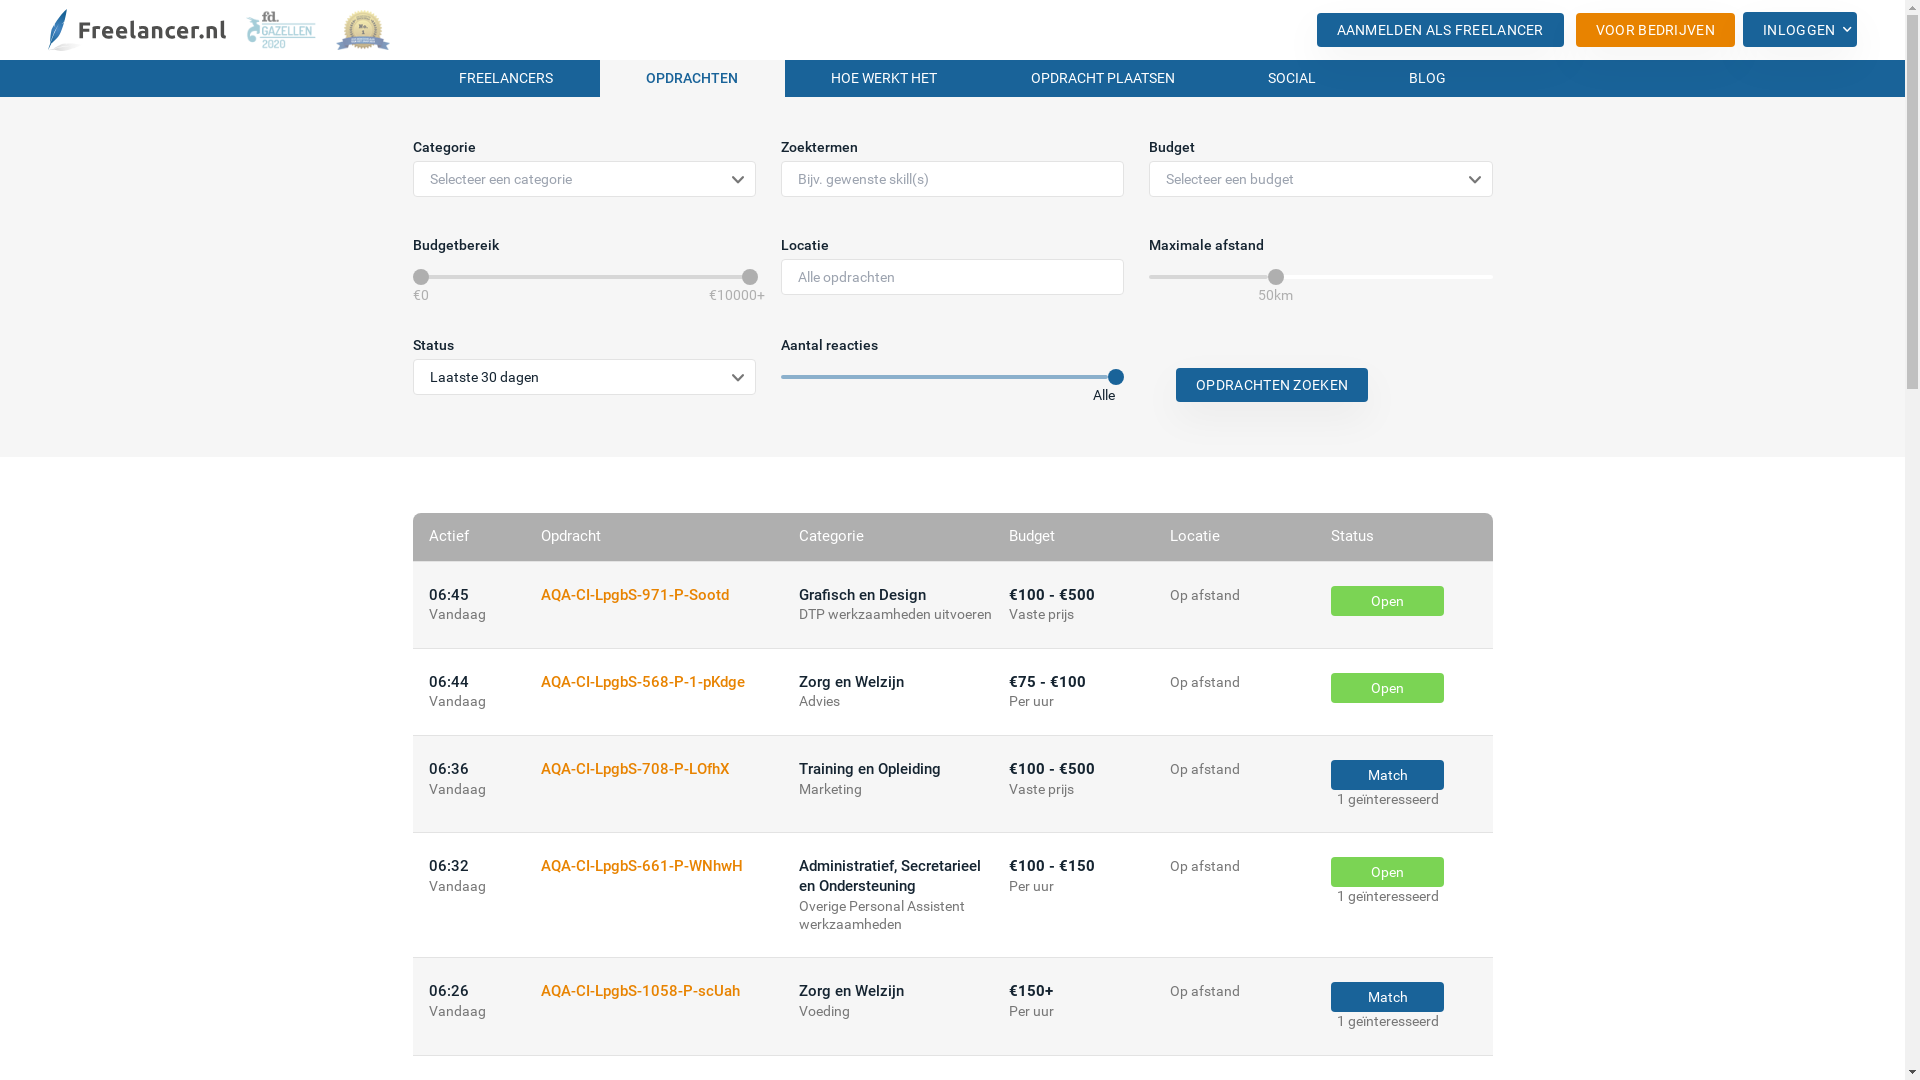 Freelancer.nl
fd.
GAZELLEN
2020
AANMELDEN ALS FREELANCER
VOOR BEDRIJVEN
INLOGGEN
FREELANCERS
OPDRACHTEN
HOE WERKT HET
OPDRACHT PLAATSEN
SOCIAL
BLOG
Categorie
Selecteer een categorie
Zoektermen
Bijv. gewenste skill(s)
Budget
Selecteer een budget
Budgetbereik
€0
€10000+
Locatie
Alle opdrachten
Maximale afstand
50km
Status
Laatste 30 dagen
Aantal reacties
Alle
OPDRACHTEN ZOEKEN
Actief Opdracht Categorie Budget Locatie Status
06:45 AQA-CI-LpgbS-971-P-Sootd Grafisch en Design €100 - €500 Op afstand Open
Vandaag DTP werkzaamheden uitvoeren Vaste prijs
06:44 AQA-CI-LpgbS-568-P-1-pKdge Zorg en Welzijn €75 - €100 Op afstand Open
Vandaag Advies Per uur
06:36 AQA-CI-LpgbS-708-P-LOfhX Training en Opleiding €100 - €500 Op afstand Match
Vandaag Marketing Vaste prijs 1 geïnteresseerd
06:32 AQA-CI-LpgbS-661-P-WNhwH Administratief, Secretarieel €100 - €150 Op afstand Open
Vandaag en Ondersteuning Per uur 1 geïnteresseerd
Overige Personal Assistent
werkzaamheden
06:26 AQA-CI-LpgbS-1058-P-scUah Zorg en Welzijn €150+ Op afstand Match
Vandaag Voeding Per uur 1 geïnteresseerd